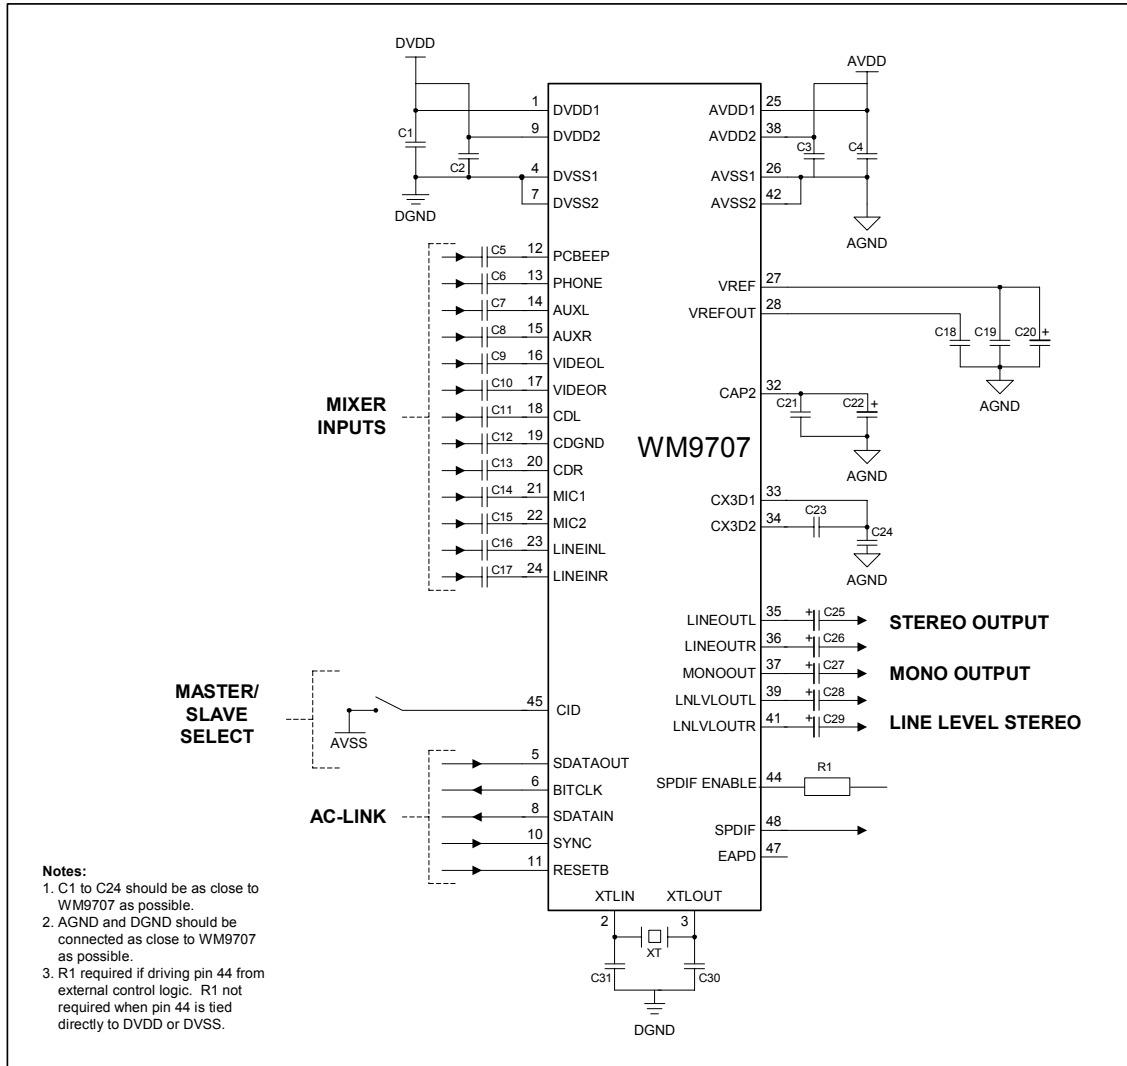 DVDD
AVDD
1 DVDD1 AVDD1 25
9 DVDD2 AVDD2 38
C1 C2 C3 C4
4 DVSS1 AVSS1 26
7 DVSS2 AVSS2 42
DGND
AGND
C5 12 PCBEEP
C6 13 PHONE
C7 14 AUXL
C8 15 AUXR
C9 16 VIDEOL
C10 17 VIDEOR
C11 18 CDL
C12 19 CDGND
C13 20 CDR
C14 21 MIC1
C15 22 MIC2
C16 23 LINEINL
C17 24 LINEINR
MIXER
INPUTS
VREF 27
VREFOUT 28
C18 C19 C20 +
AGND
CAP2 32
C21 C22 +
AGND
WM9707
CX3D1 33
CX3D2 34 C23
C24
AGND
LINEOUTL 35 + C25 STEREO OUTPUT
LINEOUTR 36 + C26
MONOOUT 37 + C27 MONO OUTPUT
LNLVLOUTL 39 + C28
LNLVLOUTR 41 + C29 LINE LEVEL STEREO
MASTER/
SLAVE
SELECT
AVSS
45 CID
AC-LINK
5 SDATAOUT
6 BITCLK
8 SDATAIN
10 SYNC
11 RESETB
SPDIF ENABLE 44 R1
SPDIF 48
EAPD 47
XTLIN XTLOUT
2 3
XT
C31 C30
DGND
Notes:
1. C1 to C24 should be as close to
WM9707 as possible.
2. AGND and DGND should be
connected as close to WM9707
as possible.
3. R1 required if driving pin 44 from
external control logic. R1 not
required when pin 44 is tied
directly to DVDD or DVSS.